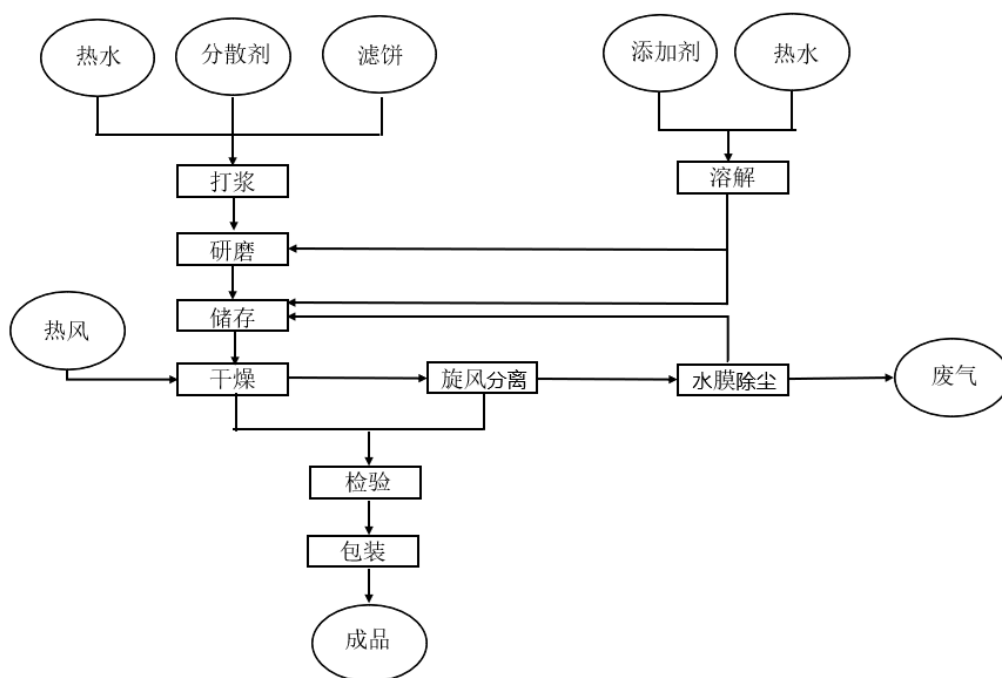 热水
分散剂
滤饼
添加剂
热水
打浆
溶解
研磨
储存
热风
干燥
旋风分离
水膜除尘
废气
检验
包装
成品